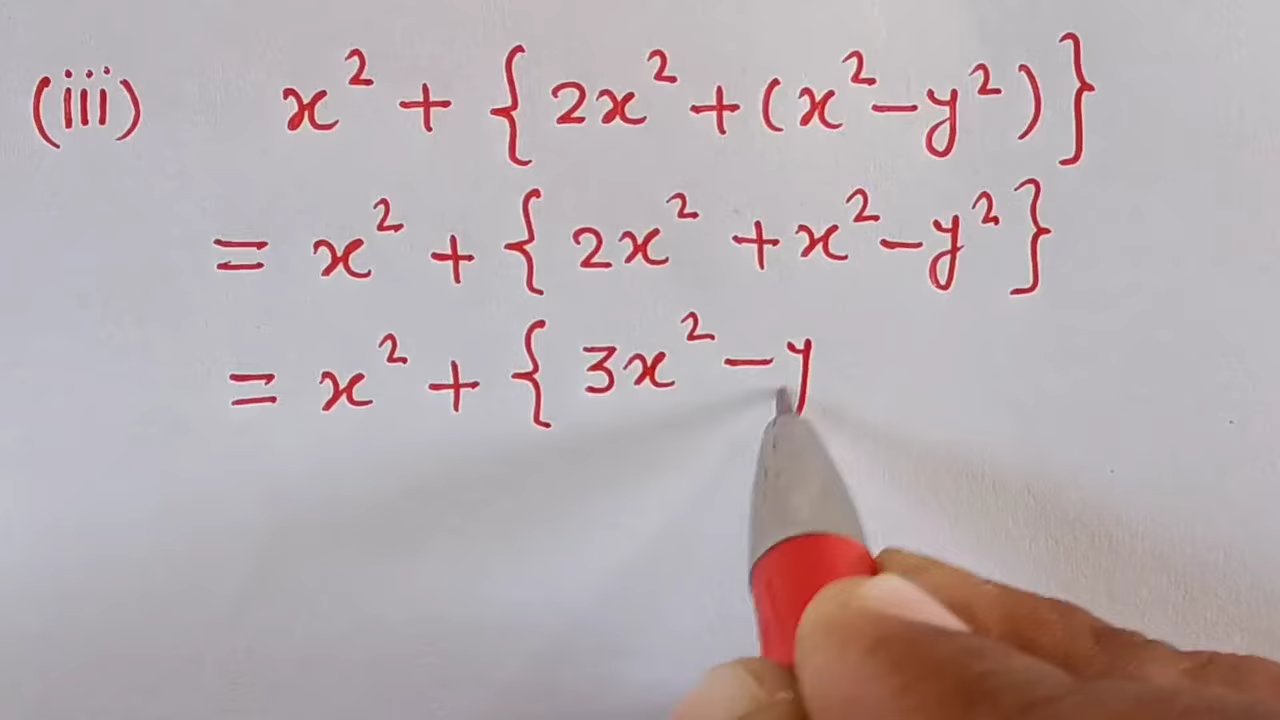 (iii) x² + { 2x² + (x² - y²) }
= x² + { 2x² + x² - y² }
= x² + { 3x² - y